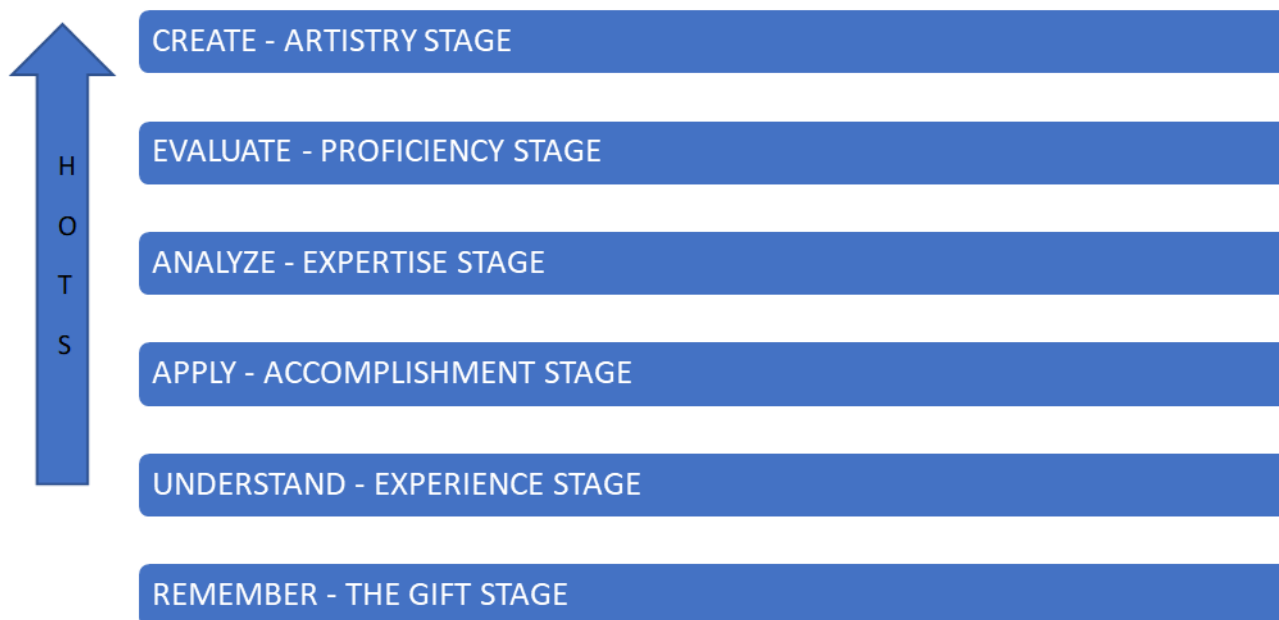 CREATE - ARTISTRY STAGE
EVALUATE - PROFICIENCY STAGE
ANALYZE - EXPERTISE STAGE
APPLY - ACCOMPLISHMENT STAGE
UNDERSTAND - EXPERIENCE STAGE
REMEMBER - THE GIFT STAGE
H
O
T
S